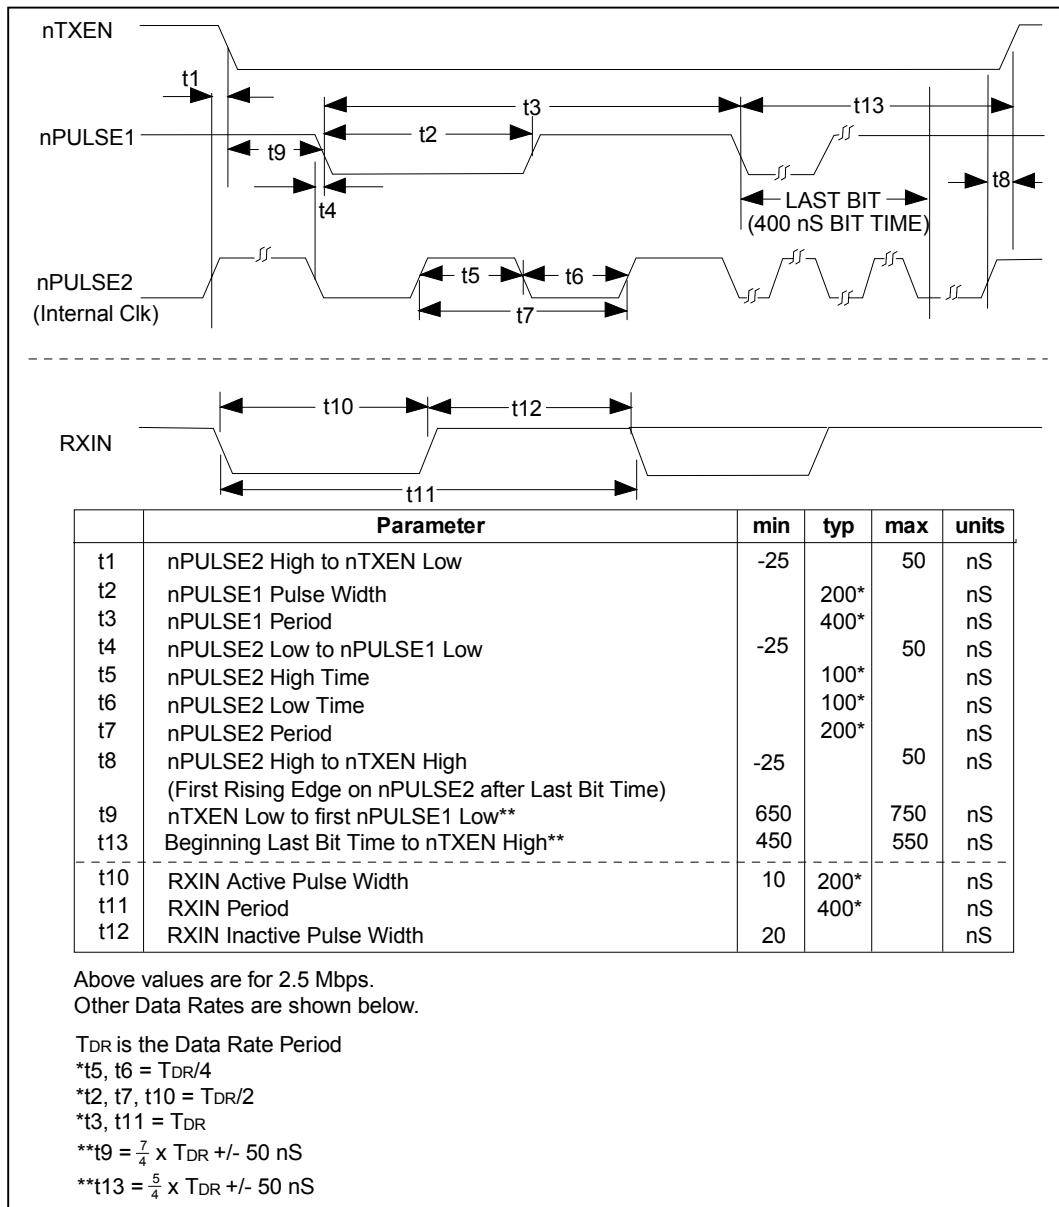 nTXEN
t1
t3
t13
nPULSE1
t2
t9
t8
t4
LAST BIT
(400 nS BIT TIME)
nPULSE2
(Internal Clk)
t5
t6
t7
t10
t12
RXIN
t11
Parameter min typ max units
t1 nPULSE2 High to nTXEN Low -25 50 nS
t2 nPULSE1 Pulse Width 200* nS
t3 nPULSE1 Period 400* nS
t4 nPULSE2 Low to nPULSE1 Low -25 50 nS
t5 nPULSE2 High Time 100* nS
t6 nPULSE2 Low Time 100* nS
t7 nPULSE2 Period 200* nS
t8 nPULSE2 High to nTXEN High -25 50 nS
(First Rising Edge on nPULSE2 after Last Bit Time)
t9 nTXEN Low to first nPULSE1 Low** 650 750 nS
t13 Beginning Last Bit Time to nTXEN High** 450 550 nS
t10 RXIN Active Pulse Width 10 200* nS
t11 RXIN Period 400* nS
t12 RXIN Inactive Pulse Width 20 nS
Above values are for 2.5 Mbps.
Other Data Rates are shown below.
TDR is the Data Rate Period
*t5, t6 = TDR/4
*t2, t7, t10 = TDR/2
*t3, t11 = TDR
**t9 = 7/4 x TDR +/- 50 nS
**t13 = 5/4 x TDR +/- 50 nS